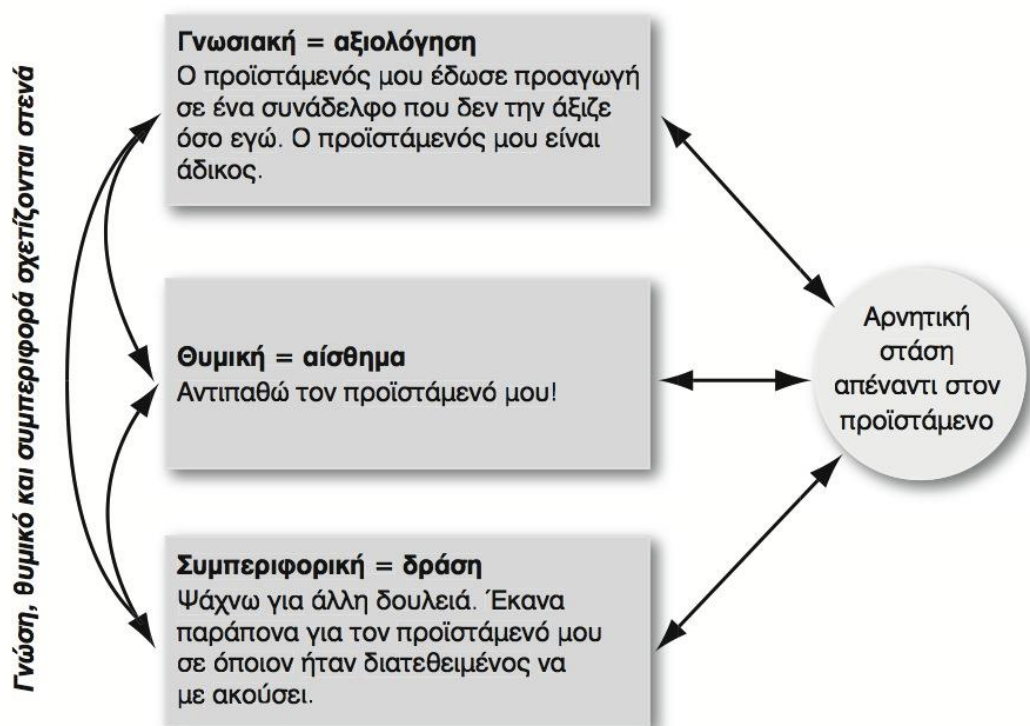 Γνώση, θυμικό και συμπεριφορά σχετίζονται στενά
Γνωσιακή = αξιολόγηση
Ο προϊστάμενός μου έδωσε προαγωγή
σε ένα συνάδελφο που δεν την άξιζε
όσο εγώ. Ο προϊστάμενός μου είναι
άδικος.
Θυμική = αίσθημα
Αντιπαθώ τον προϊστάμενό μου!
Συμπεριφορική = δράση
Ψάχνω για άλλη δουλειά. Έκανα
παράπονα για τον προϊστάμενό μου
σε όποιον ήταν διατεθειμένος να
με ακούσει.
Αρνητική
στάση
απέναντι στον
προϊστάμενο